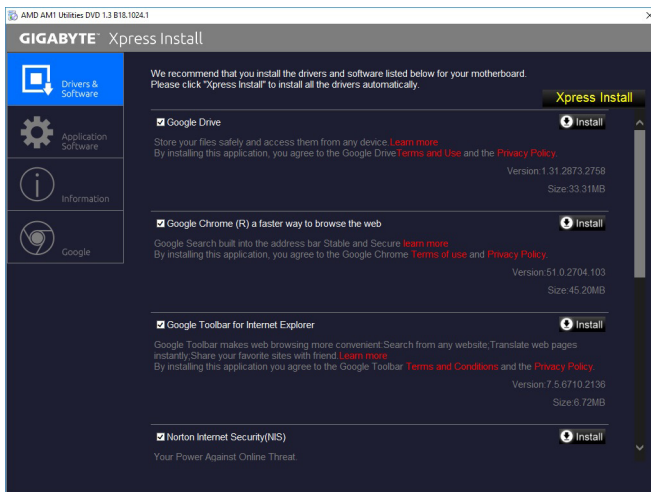 AMD AM1 Utilities DVD 1.3 B18.1024.1
GIGABYTE™ Xpress Install
Drivers &
Software
Application
Software
Information
Google
We recommend that you install the drivers and software listed below for your motherboard.
Please click "Xpress Install" to install all the drivers automatically.
Xpress Install
Google Drive
Install
Store your files safely and access them from any device.Learn more
By installing this application, you agree to the Google DriveTerms and Use and the Privacy Policy.
Version:1.31.2873.2758
Size:33.31MB
Google Chrome (R) a faster way to browse the web
Install
Google Search built into the address bar Stable and Secure learn more
By installing this application, you agree to the Google Chrome Terms of use and Privacy Policy.
Version:51.0.2704.103
Size:45.20MB
Google Toolbar for Internet Explorer
Install
Google Toolbar makes web browsing more convenient:Search from any website;Translate web pages
instantly;Share your favorite sites with friend.Learn more
By installing this application you agree to the Google Toolbar Terms and Conditions and the Privacy Policy.
Version:7.5.6710.2136
Size:6.72MB
Norton Internet Security(NIS)
Install
Your Power Against Online Threat.